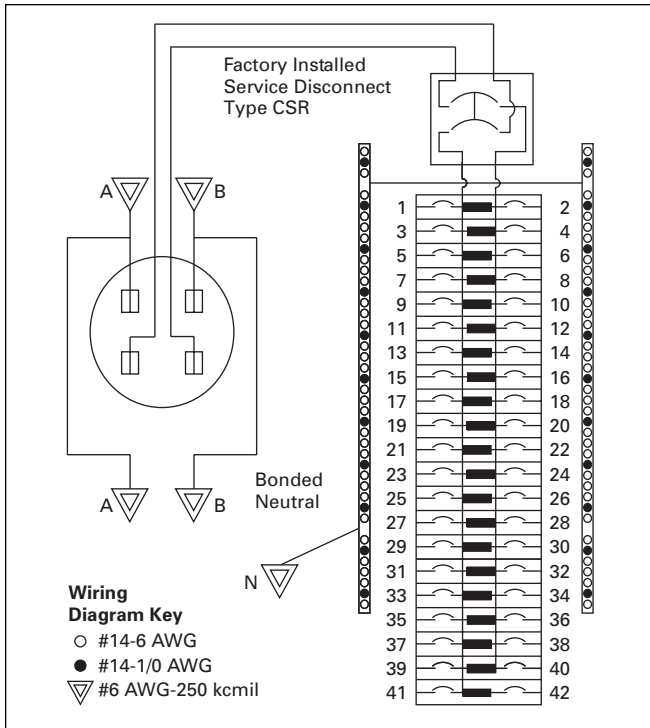 Factory Installed
Service Disconnect
Type CSR
A B
1 2
3 4
5 6
7 8
9 10
11 12
13 14
15 16
17 18
19 20
21 22
23 24
25 26
27 28
29 30
31 32
33 34
35 36
37 38
39 40
41 42
A B
Bonded
Neutral
N
Wiring
Diagram Key
#14-6 AWG
#14-1/0 AWG
#6 AWG-250 kcmil